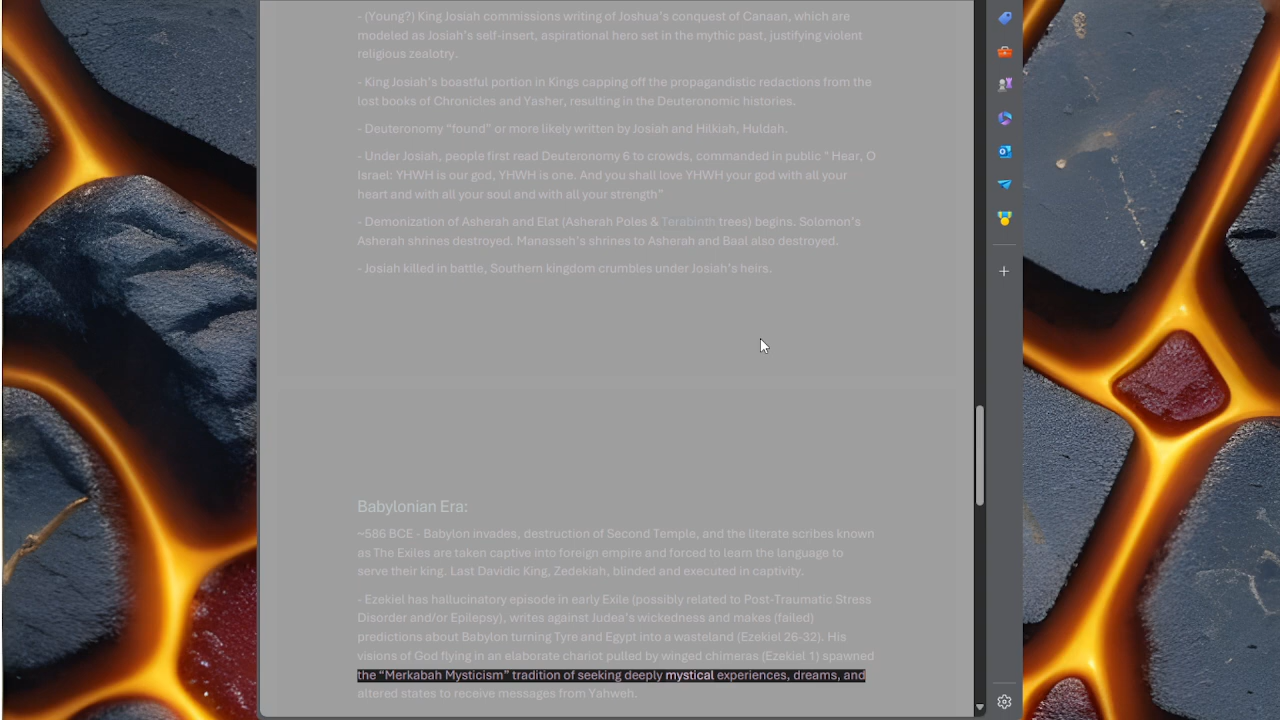 - (Young?) King Josiah commissions writing of Joshua's conquest of Canaan, which are
modeled as Josiah's self-insert, aspirational hero set in the mythic past, justifying violent
religious zealotry.
- King Josiah's boastful portion in Kings capping off the propagandistic redactions from the
lost books of Chronicles and Yasher, resulting in the Deuteronomic histories.
- Deuteronomy "found" or more likely written by Josiah and Hilkiah, Huldah.
- Under Josiah, people first read Deuteronomy 6 to crowds, commanded in public " Hear, O
Israel: YHWH is our god, YHWH is one. And you shall love YHWH your god with all your
heart and with all your soul and with all your strength"
- Demonization of Asherah and Elat (Asherah Poles & Terabinth trees) begins. Solomon's
Asherah shrines destroyed. Manasseh's shrines to Asherah and Baal also destroyed.
- Josiah killed in battle, Southern kingdom crumbles under Josiah's heirs.
Babylonian Era:
~586 BCE - Babylon invades, destruction of Second Temple, and the literate scribes known
as The Exiles are taken captive into foreign empire and forced to learn the language to
serve their king. Last Davidic King, Zedekiah, blinded and executed in captivity.
- Ezekiel has hallucinatory episode in early Exile (possibly related to Post-Traumatic Stress
Disorder and/or Epilepsy), writes against Judea's wickedness and makes (failed)
predictions about Babylon turning Tyre and Egypt into a wasteland (Ezekiel 26-32). His
visions of God flying in an elaborate chariot pulled by winged chimeras (Ezekiel 1) spawned
the "Merkabah Mysticism" tradition of seeking deeply mystical experiences, dreams, and
altered states to receive messages from Yahweh.